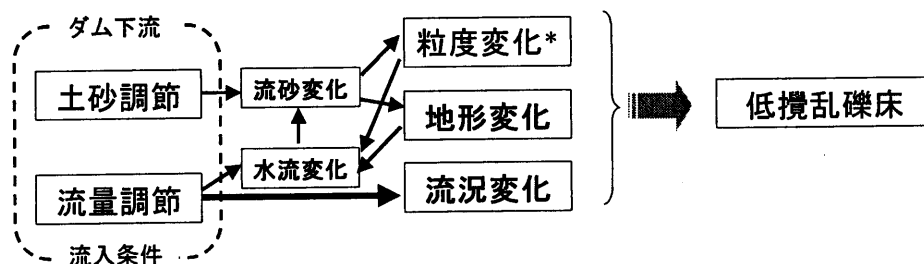 ダム下流
土砂調節
流量調節
流入条件
流砂変化
水流変化
粒度変化*
地形変化
流況変化
低攪乱礫床